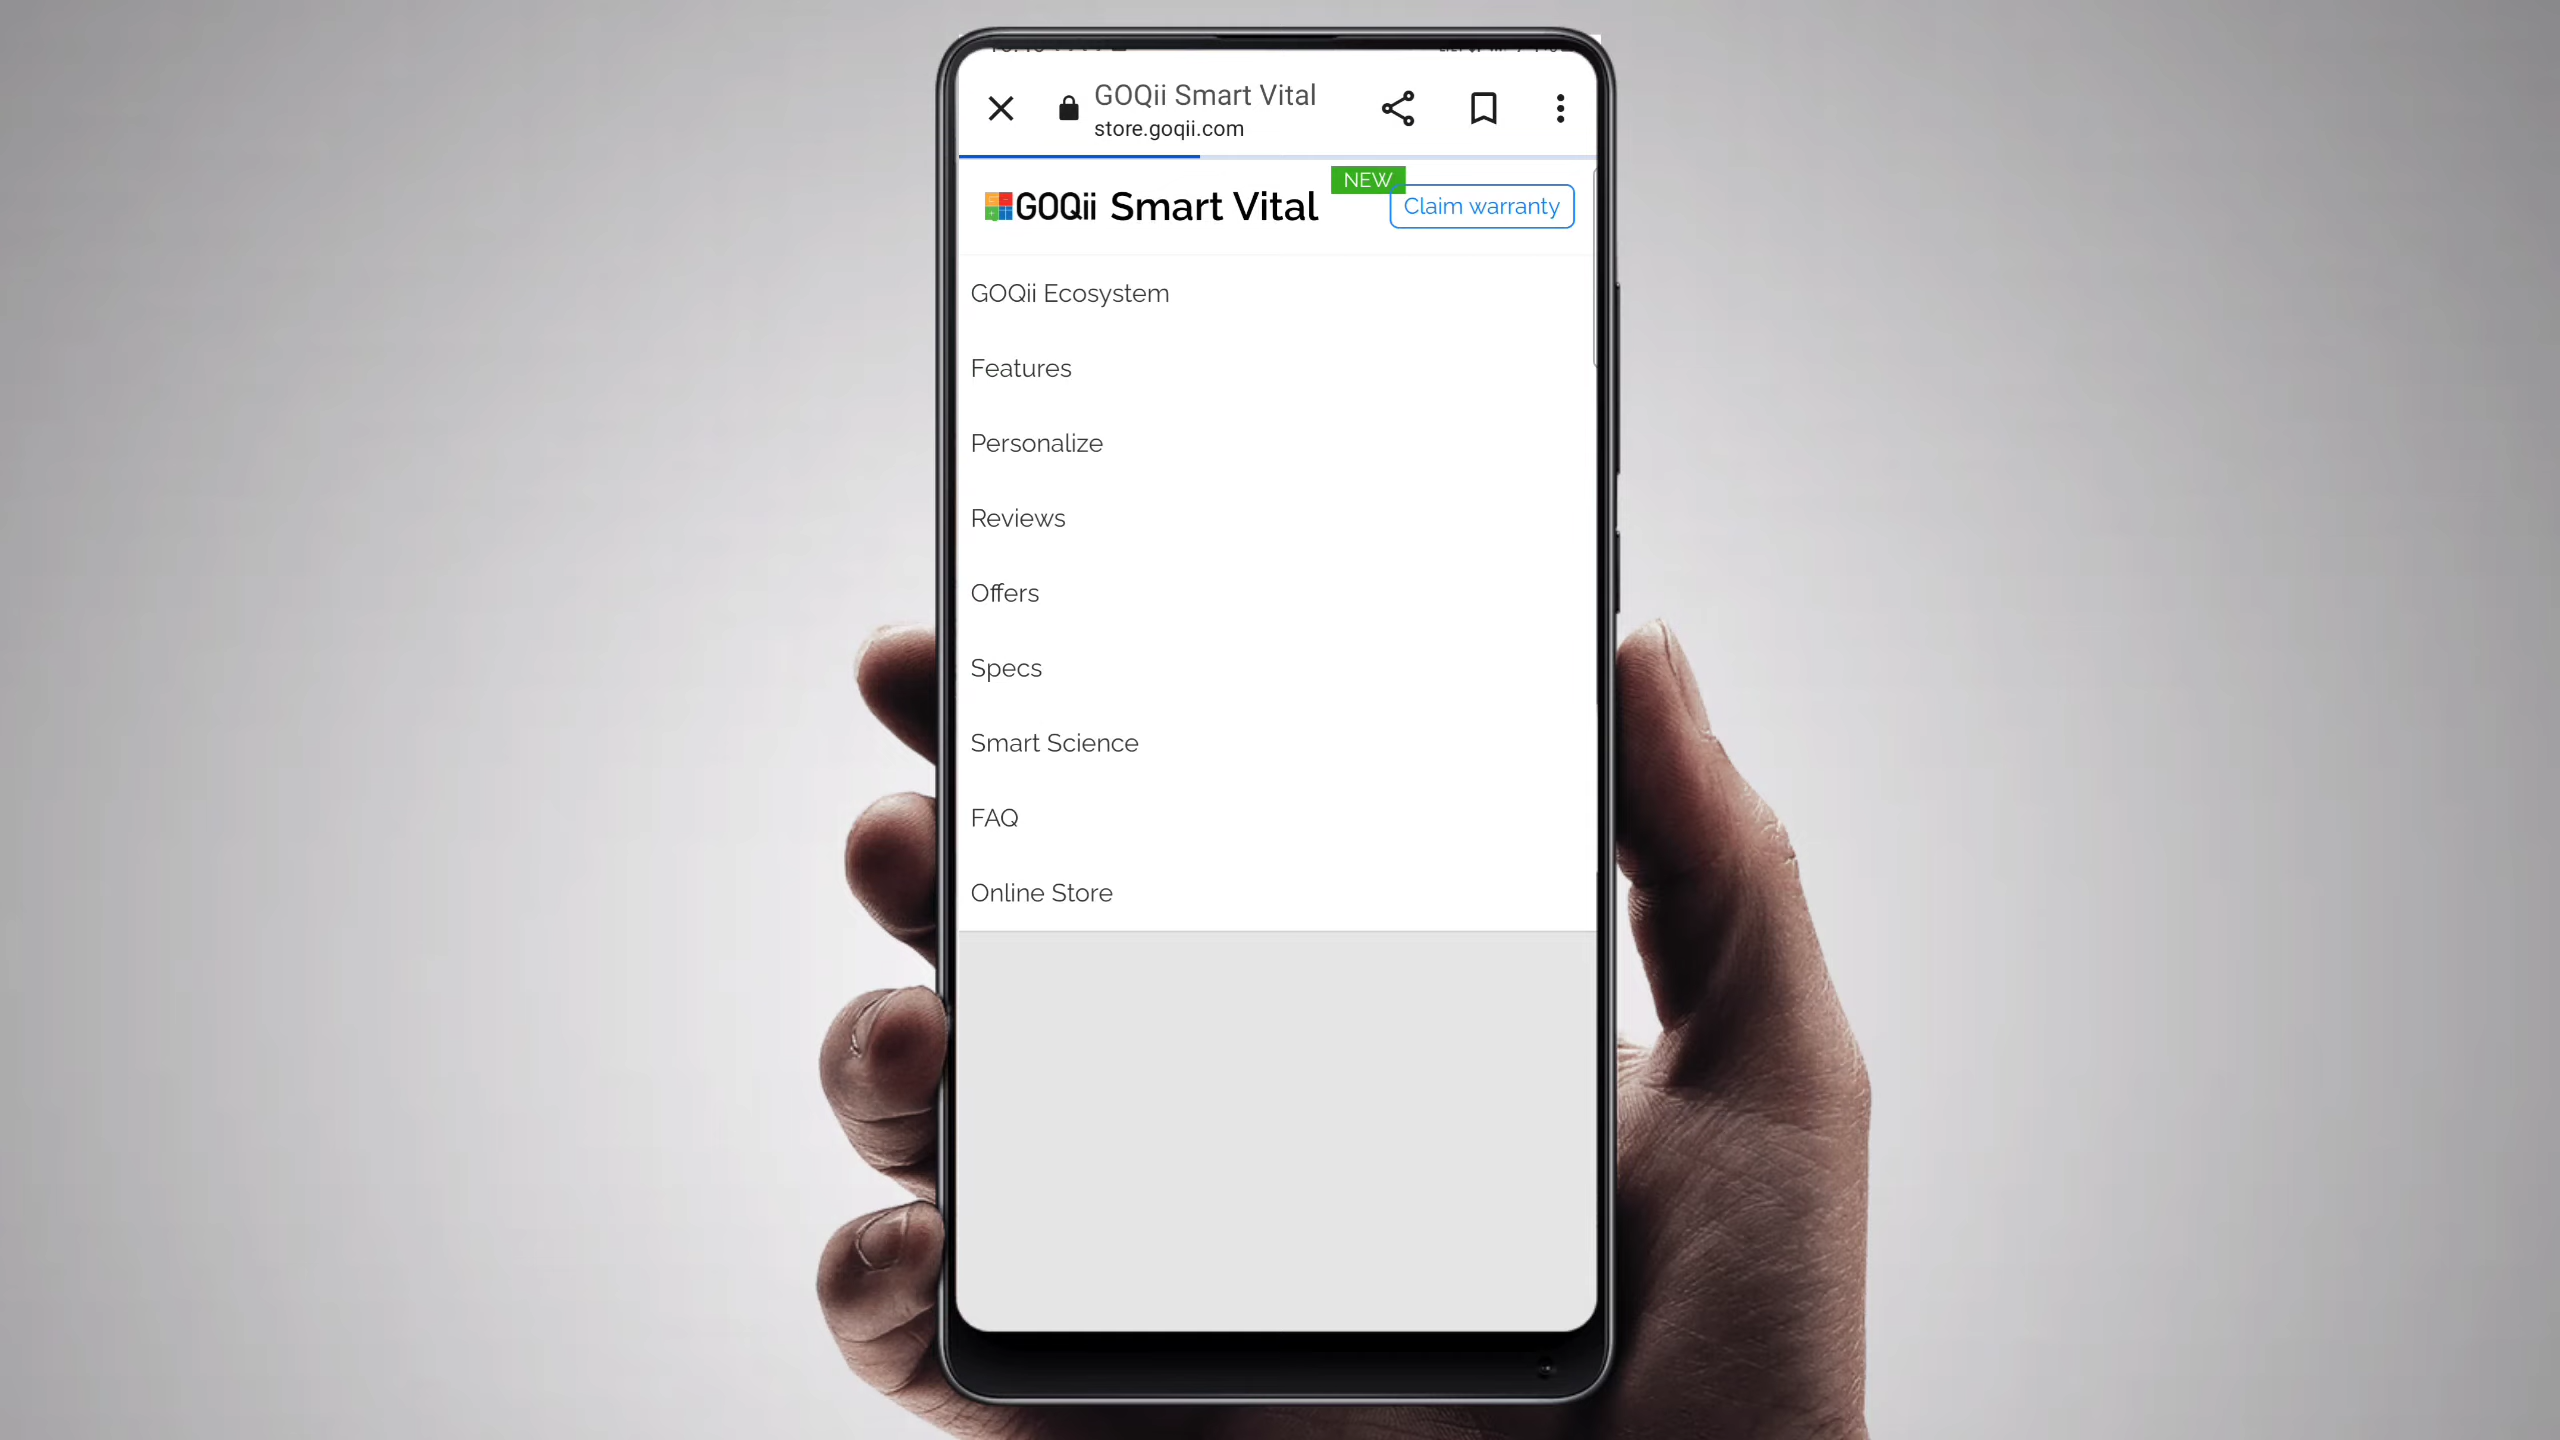 GOQii Smart Vital
store.goqii.com
NEW
GOQii Smart Vital
Claim warranty
GOQii Ecosystem
Features
Personalize
Reviews
Offers
Specs
Smart Science
FAQ
Online Store